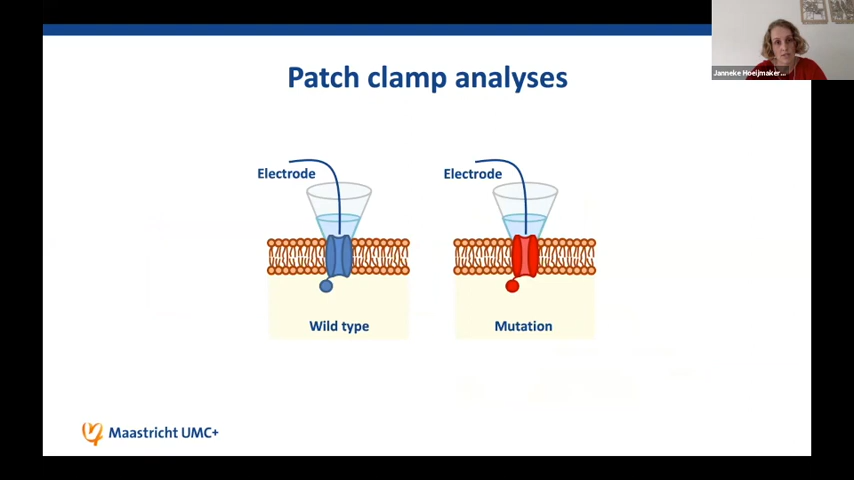 Janneke Hoeijmaker...
Patch clamp analyses
Electrode
Electrode
Wild type
Mutation
Maastricht UMC+